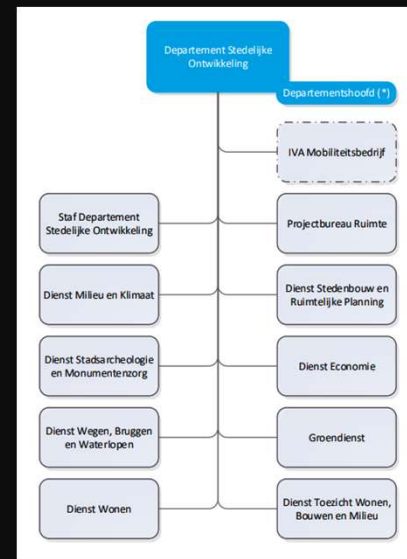 Departement Stedelijke
Ontwikkeling
Departementshoofd (*)
IVA Mobiliteitsbedrijf
Staf Departement
Stedelijke Ontwikkeling
Projectbureau Ruimte
Dienst Milieu en Klimaat
Dienst Stedenbouw en
Ruimtelijke Planning
Dienst Stadsarcheologie
en Monumentenzorg
Dienst Economie
Dienst Wegen, Bruggen
en Waterlopen
Groendienst
Dienst Wonen
Dienst Toezicht Wonen,
Bouwen en Milieu